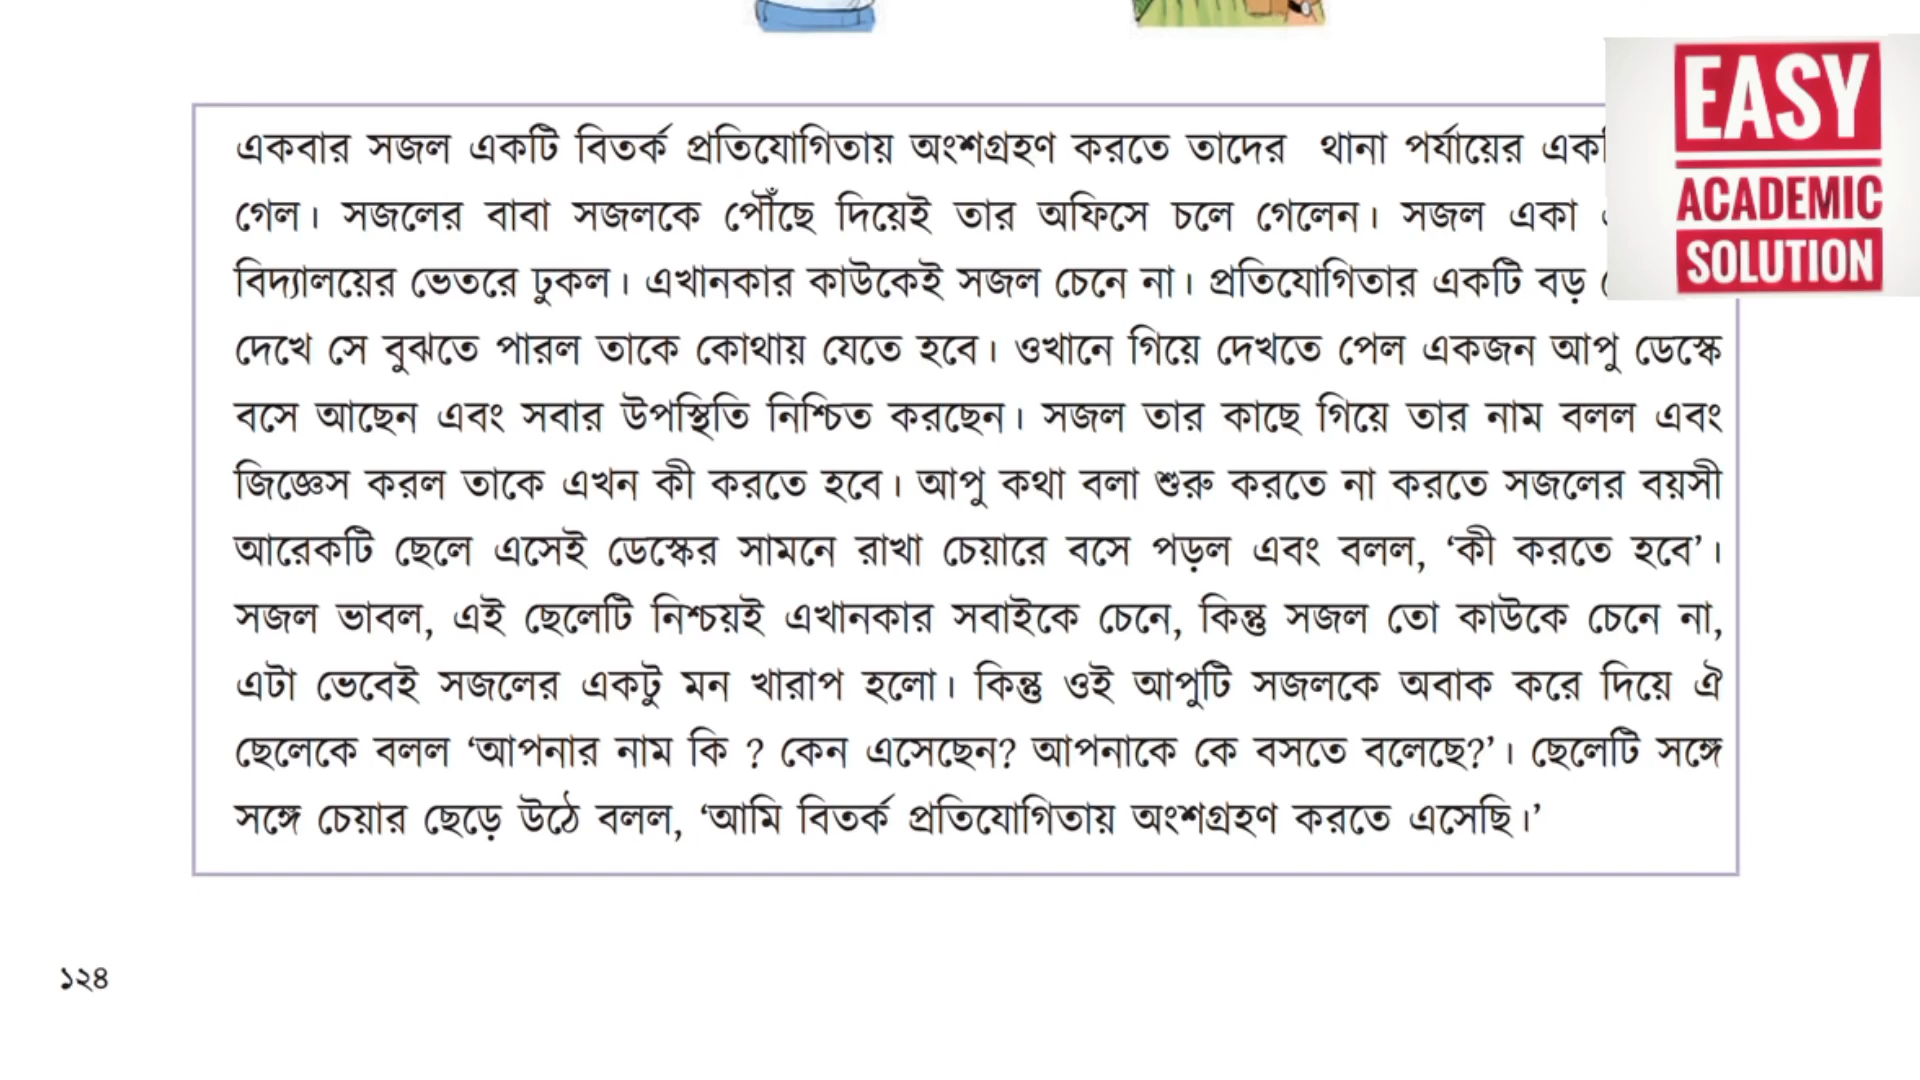 একবার সজল একটি বিতর্ক প্রতিযোগিতায় অংশগ্রহণ করতে তাদের থানা পর্যায়ের
গেল। সজলের বাবা সজলকে পৌঁছে দিয়েই তার অফিসে চলে গেলেন। সজল একা
বিদ্যালয়ের ভেতরে ঢুকল। এখানকার কাউকেই সজল চেনে না। প্রতিযোগিতার একটি বড়
দেখে সে বুঝতে পারল তাকে কোথায় যেতে হবে। ওখানে গিয়ে দেখতে পেল একজন আপু ডেস্কে
বসে আছেন এবং সবার উপস্থিতি নিশ্চিত করছেন। সজল তার কাছে গিয়ে তার নাম বলল এবং
জিজ্ঞেস করল তাকে এখন কী করতে হবে। আপু কথা বলা শুরু করতে না করতে সজলের বয়সী
আরেকটি ছেলে এসেই ডেস্কের সামনে রাখা চেয়ারে বসে পড়ল এবং বলল, ‘কী করতে হবে’।
সজল ভাবল, এই ছেলেটি নিশ্চয়ই এখানকার সবাইকে চেনে, কিন্তু সজল তো কাউকে চেনে না,
এটা ভেবেই সজলের একটু মন খারাপ হলো। কিন্তু ওই আপুটি সজলকে অবাক করে দিয়ে ঐ
ছেলেকে বলল ‘আপনার নাম কি ? কেন এসেছেন? আপনাকে কে বসতে বলেছে?’। ছেলেটি সঙ্গে
সঙ্গে চেয়ার ছেড়ে উঠে বলল, ‘আমি বিতর্ক প্রতিযোগিতায় অংশগ্রহণ করতে এসেছি।’
১২৪
EASY
ACADEMIC
SOLUTION